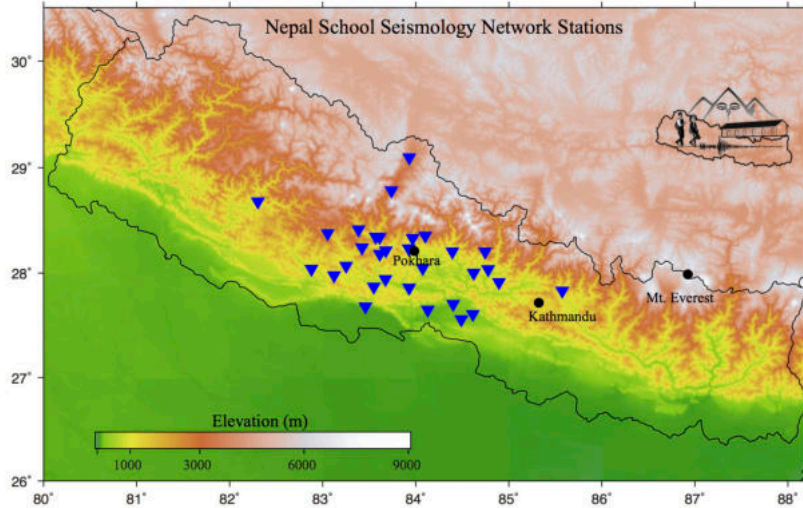 Nepal School Seismology Network Stations
30°
29°
28°
27°
26°
Pokhara
Mt. Everest
Kathmandu
Elevation (m)
1000 3000 6000 9000
80° 81° 82° 83° 84° 85° 86° 87° 88°